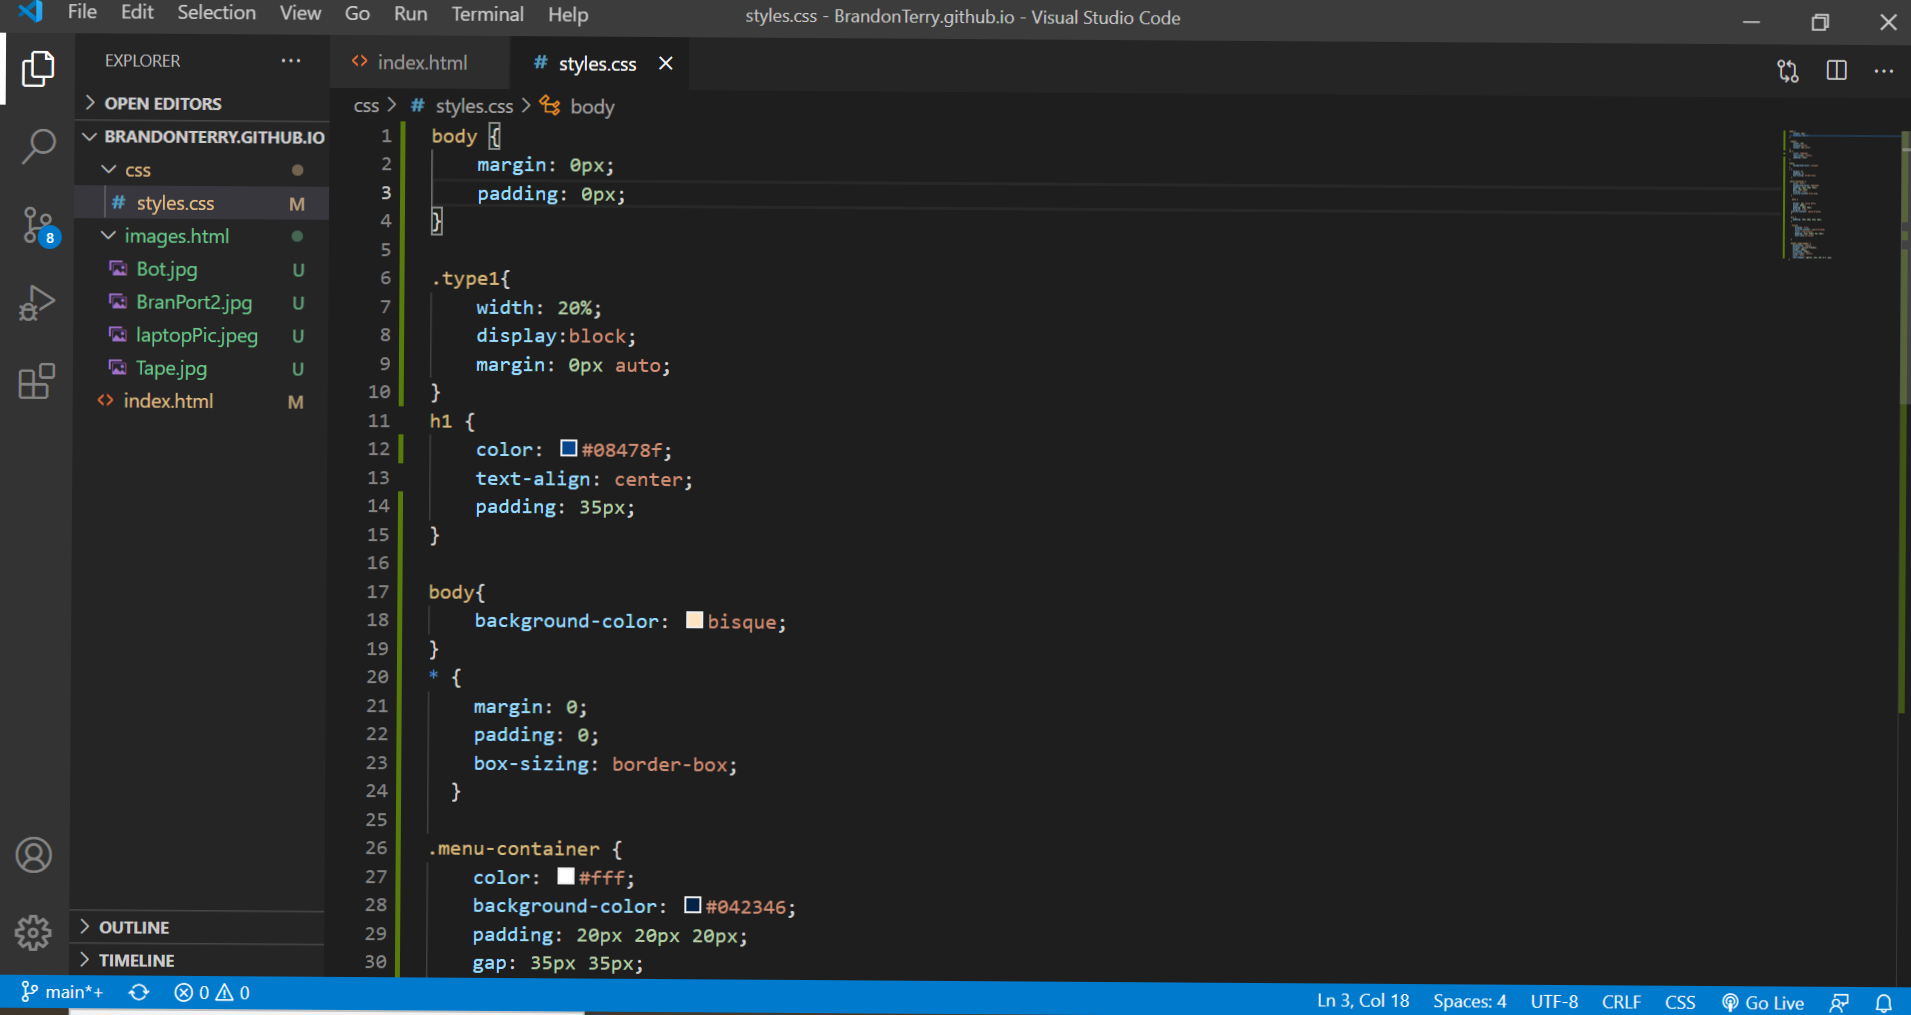 File Edit Selection View Go Run Terminal Help styles.css - BrandonTerry.github.io - Visual Studio Code
EXPLORER
OPEN EDITORS
BRANDONTERRY.GITHUB.IO
css
# styles.css M
images.html
Bot.jpg U
BranPort2.jpg U
laptopPic.jpeg U
Tape.jpg U
index.html M
8
OUTLINE
TIMELINE
<> index.html # styles.css
css > # styles.css > body
1 body {
2 margin: 0px;
3 padding: 0px;
4 }
5
6 .type1{
7 width: 20%;
8 display:block;
9 margin: 0px auto;
10 }
11 h1 {
12 color: #08478f;
13 text-align: center;
14 padding: 35px;
15 }
16
17 body{
18 background-color: bisque;
19 }
20 * {
21 margin: 0;
22 padding: 0;
23 box-sizing: border-box;
24 }
25
26 .menu-container {
27 color: #fff;
28 background-color: #042346;
29 padding: 20px 20px 20px;
30 gap: 35px 35px;
main*+ 0 0 Ln 3, Col 18 Spaces: 4 UTF-8 CRLF CSS Go Live